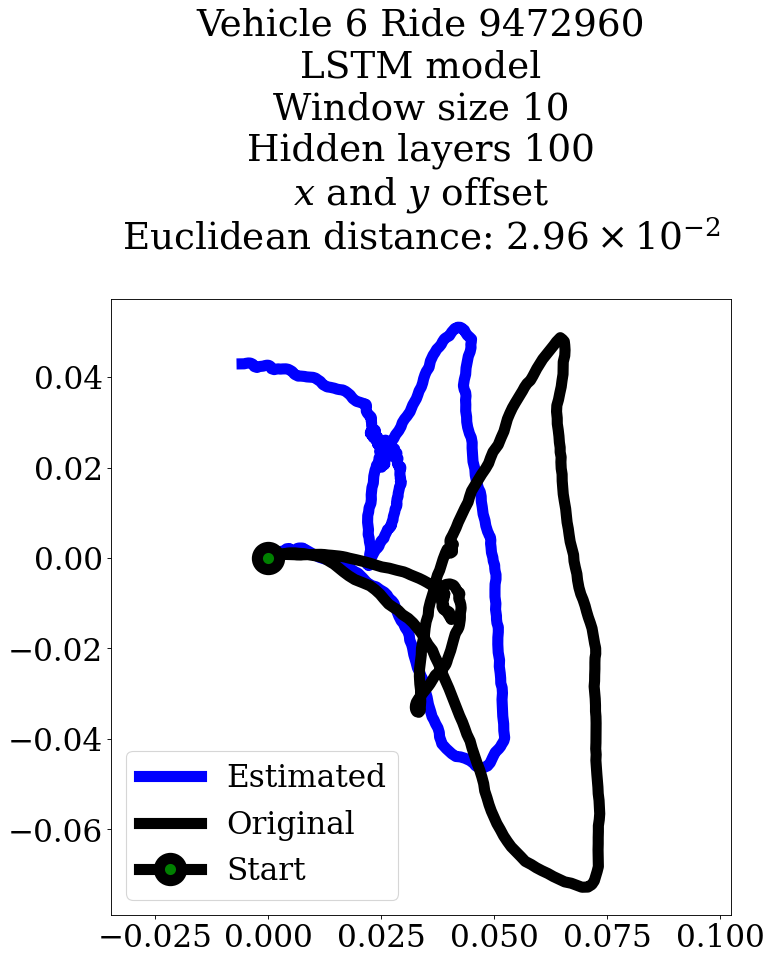 Vehicle 6 Ride 9472960
LSTM model
Window size 10
Hidden layers 100
x and y offset
Euclidean distance: 2.96 × 10⁻²
0.04
0.02
0.00
−0.02
−0.04
−0.06
Estimated
Original
Start
−0.025 0.000 0.025 0.050 0.075 0.100